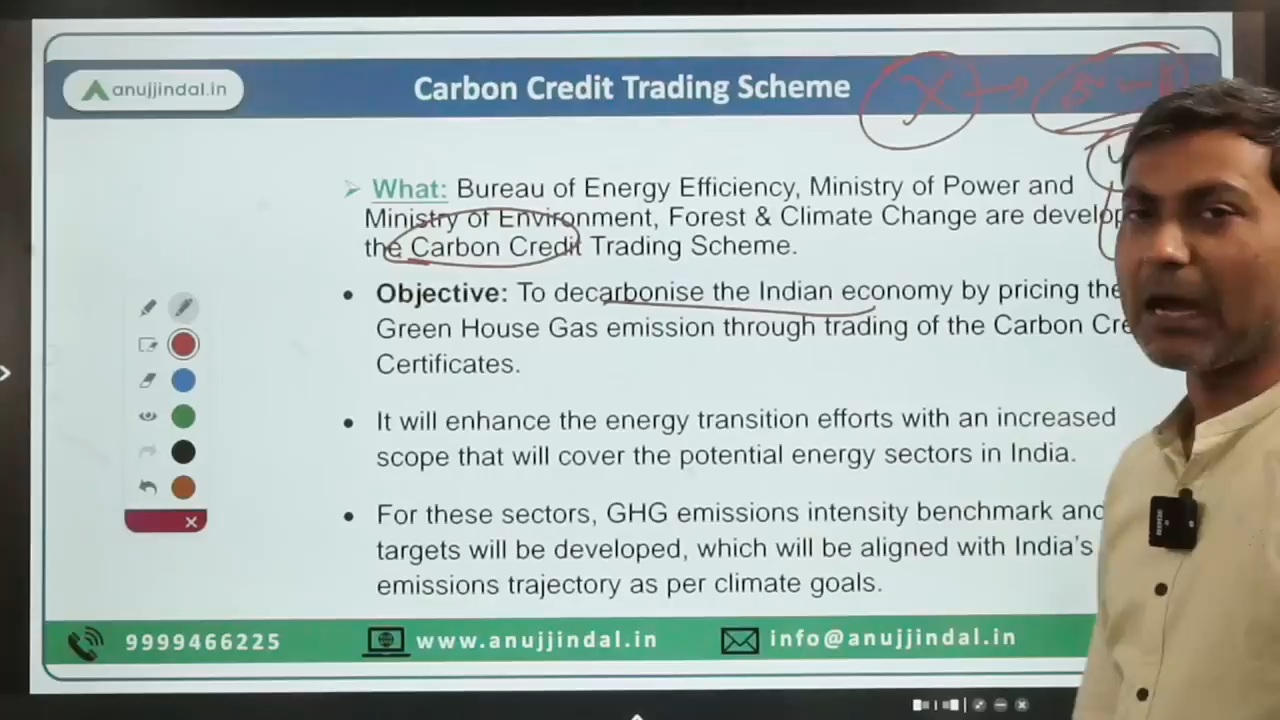 anujjindal.in
Carbon Credit Trading Scheme
X →
What: Bureau of Energy Efficiency, Ministry of Power and
Ministry of Environment, Forest & Climate Change are develop
the Carbon Credit Trading Scheme.
Objective: To decarbonise the Indian economy by pricing the
Green House Gas emission through trading of the Carbon Cre
Certificates.
It will enhance the energy transition efforts with an increased
scope that will cover the potential energy sectors in India.
For these sectors, GHG emissions intensity benchmark and
targets will be developed, which will be aligned with India's
emissions trajectory as per climate goals.
9999466225 www.anujjindal.in info@anujjindal.in